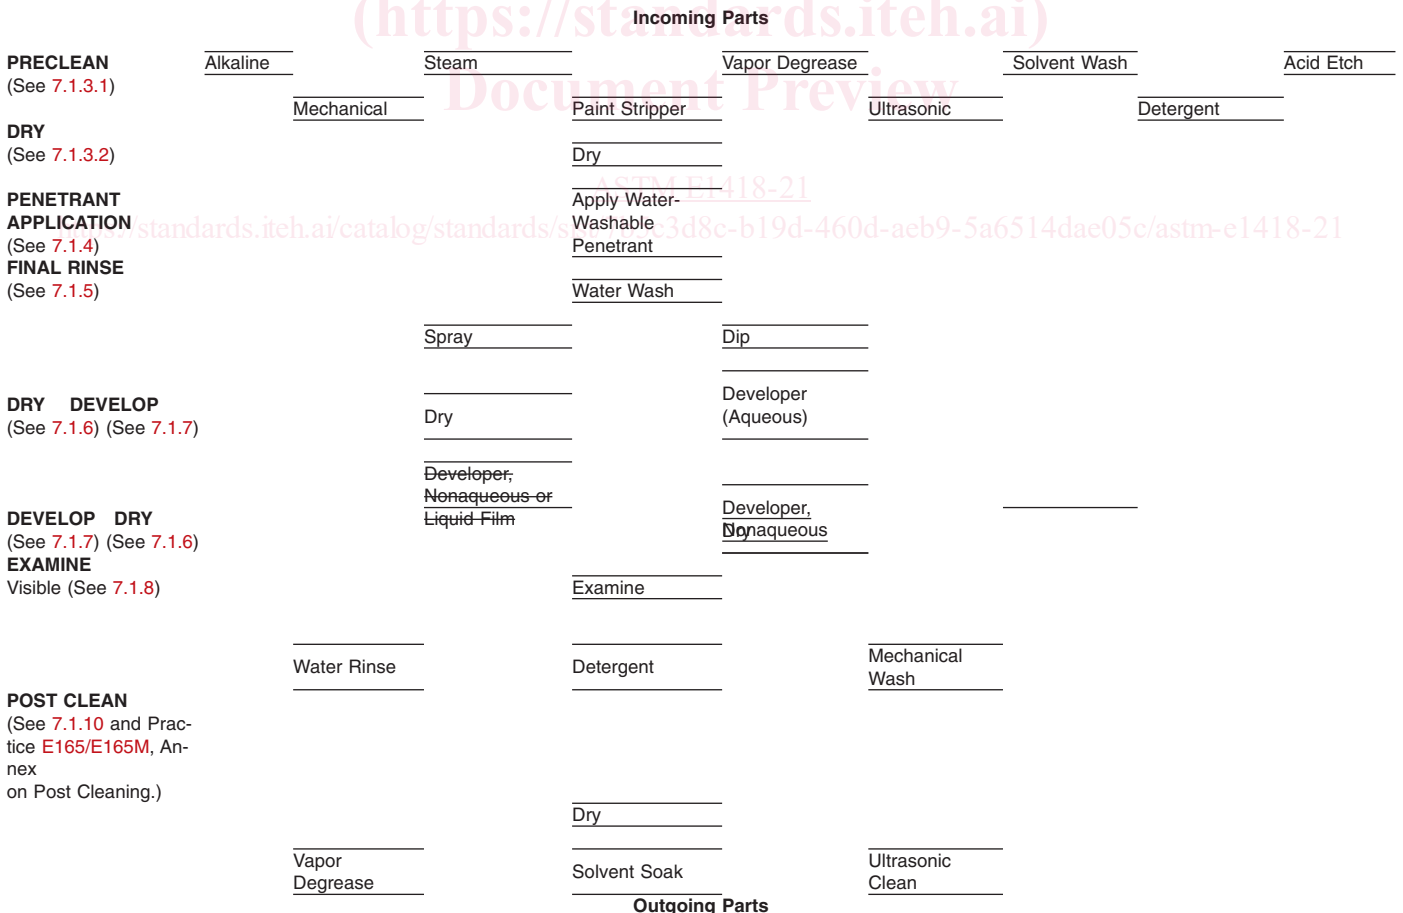 (https://standards.iteh.ai)
Incoming Parts
PRECLEAN Alkaline Steam Vapor Degrease Solvent Wash Acid Etch
(See 7.1.3.1)
Document Preview
Mechanical Paint Stripper Ultrasonic Detergent
DRY
(See 7.1.3.2) Dry
ASTM E1418-21
PENETRANT Apply Water-
APPLICATION Washable
(See 7.1.4) Penetrant
FINAL RINSE
(See 7.1.5) Water Wash
Spray Dip
Developer
DRY DEVELOP
(See 7.1.6) (See 7.1.7) Dry (Aqueous)
Developer,
Nonaqueous or
Liquid Film
Developer,
Nonaqueous
Dry
DEVELOP DRY
(See 7.1.7) (See 7.1.6)
EXAMINE
Visible (See 7.1.8) Examine
Water Rinse Detergent Mechanical
Wash
POST CLEAN
(See 7.1.10 and Prac-
tice E165/E165M, An-
nex
on Post Cleaning.)
Dry
Vapor
Degrease
Solvent Soak
Ultrasonic
Clean
Outgoing Parts